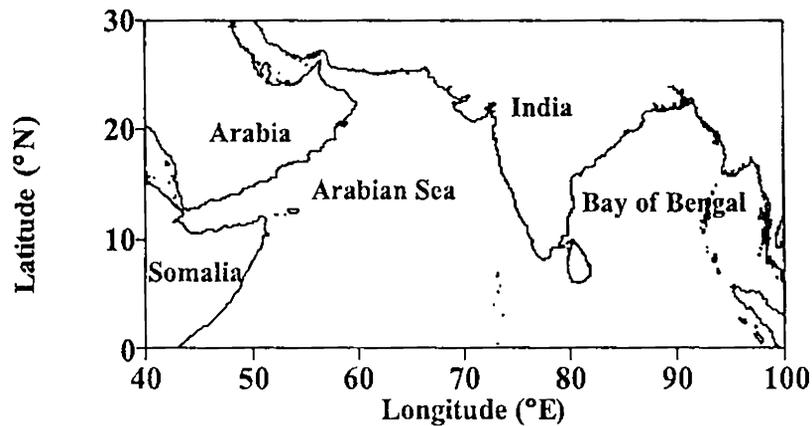 30
20
10
0
Latitude (°N)
India
Arabia
Arabian Sea
Bay of Bengal
Somalia
40 50 60 70 80 90 100
Longitude (°E)